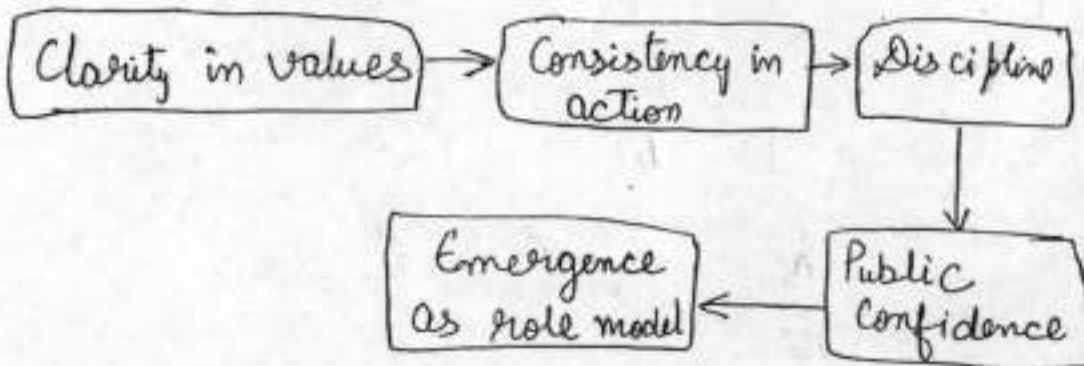 Clarity in values
Consistency in
action
Discipline
Public
Confidence
Emergence
as role model